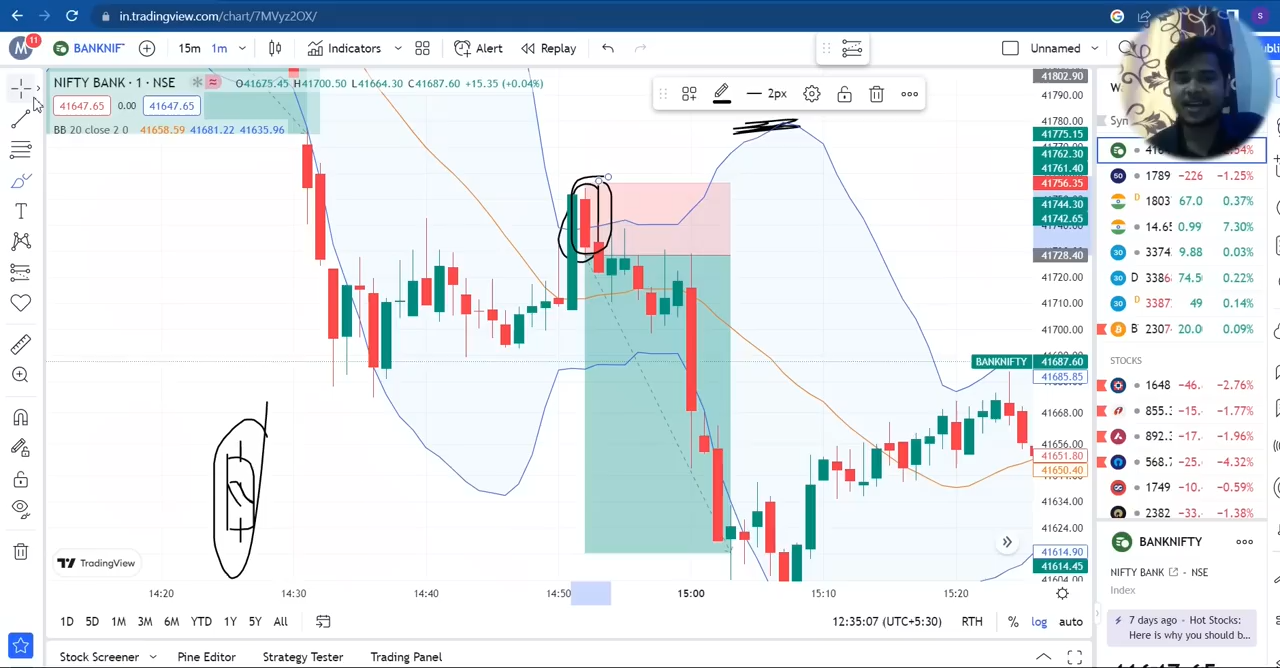 in.tradingview.com/chart/7MVyz2OX/
M 11 BANKNIF 15m 1m Indicators Alert Replay Unnamed
NIFTY BANK · 1 · NSE O41675.45 H41700.50 L41664.30 C41687.60 +15.35 (+0.04%)
41647.65 0.00 41647.65
BB 20 close 2 0 41658.59 41681.22 41635.96
2px
41802.90
41790.00
41780.00
41775.15
41762.30
41761.40
41756.35
41744.30
41742.65
41728.40
41720.00
41710.00
41700.00
BANKNIFTY 41687.60
41685.85
41668.00
41656.00
41651.80
41650.40
41634.00
41624.00
41614.90
41614.45
41604.00
TradingView
14:20 14:30 14:40 14:50 15:00 15:10 15:20
1D 5D 1M 3M 6M YTD 1Y 5Y All 12:35:07 (UTC+5:30) RTH % log auto
Stock Screener Pine Editor Strategy Tester Trading Panel
50 1789 -226 -1.25%
D 1803 67.0 0.37%
14.65 0.99 7.30%
30 3374 9.88 0.03%
30 D 3386 74.50 0.22%
30 D 3387 49 0.14%
B 2307 20.0 0.09%
STOCKS
1648 -46. -2.76%
855.3 -15. -1.77%
892. -17. -1.96%
568. -25. -4.32%
1749 -10. -0.59%
2382 -33. -1.38%
BANKNIFTY
NIFTY BANK - NSE
Index
7 days ago · Hot Stocks:
Here is why you should b...